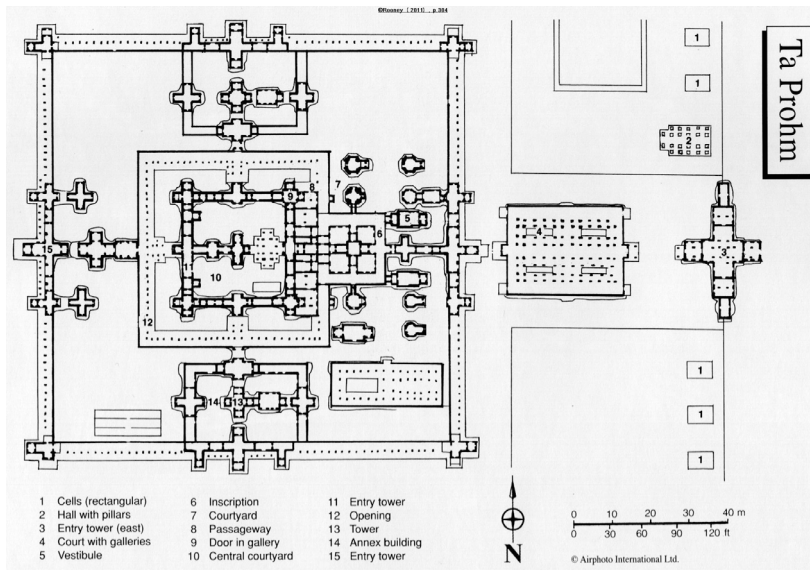 ©Rooney [2011], p.304
Ta Prohm
1
1
2
8
7
9
5
6
15
4
3
11
10
12
1
14
13
1
1
1 Cells (rectangular)
2 Hall with pillars
3 Entry tower (east)
4 Court with galleries
5 Vestibule
6 Inscription
7 Courtyard
8 Passageway
9 Door in gallery
10 Central courtyard
11 Entry tower
12 Opening
13 Tower
14 Annex building
15 Entry tower
N
0 10 20 30 40 m
0 30 60 90 120 ft
© Airphoto International Ltd.